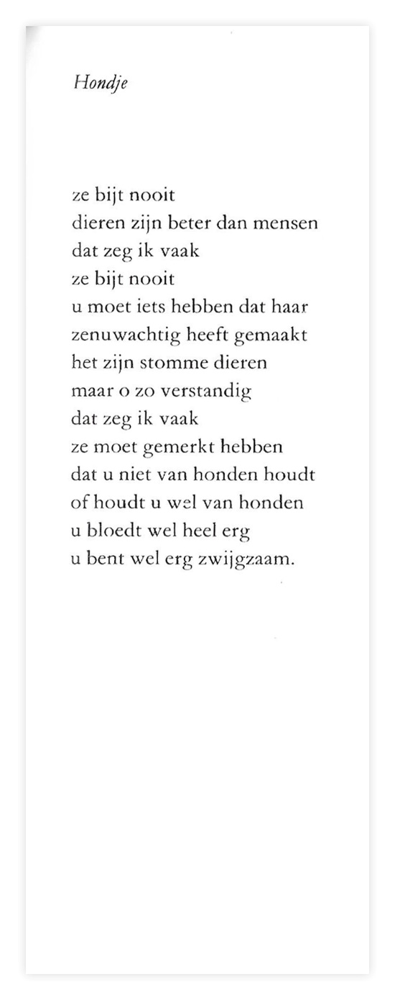 Hondje
ze bijt nooit
dieren zijn beter dan mensen
dat zeg ik vaak
ze bijt nooit
u moet iets hebben dat haar
zenuwachtig heeft gemaakt
het zijn stomme dieren
maar o zo verstandig
dat zeg ik vaak
ze moet gemerkt hebben
dat u niet van honden houdt
of houdt u wel van honden
u bloedt wel heel erg
u bent wel erg zwijgzaam.